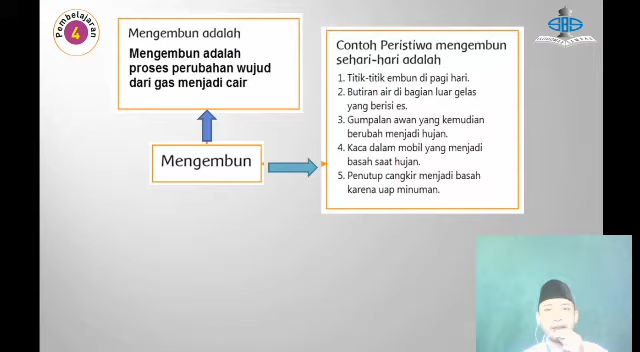 Pembelajaran
4
Mengembun adalah
Mengembun adalah
proses perubahan wujud
dari gas menjadi cair
Mengembun
Contoh Peristiwa mengembun
sehari-hari adalah
1. Titik-titik embun di pagi hari.
2. Butiran air di bagian luar gelas
yang berisi es.
3. Gumpalan awan yang kemudian
berubah menjadi hujan.
4. Kaca dalam mobil yang menjadi
basah saat hujan.
5. Penutup cangkir menjadi basah
karena uap minuman.
SBS